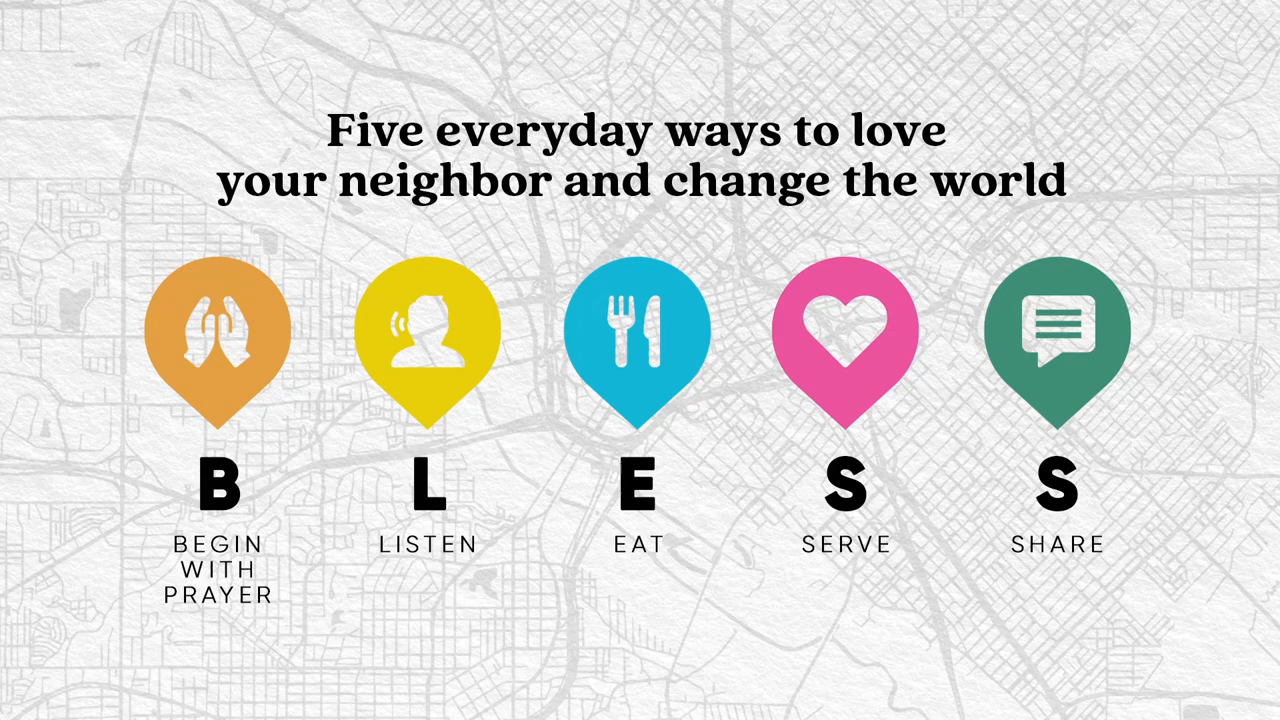 Five everyday ways to love
your neighbor and change the world
B
L
E
S
S
BEGIN
WITH
PRAYER
LISTEN
EAT
SERVE
SHARE